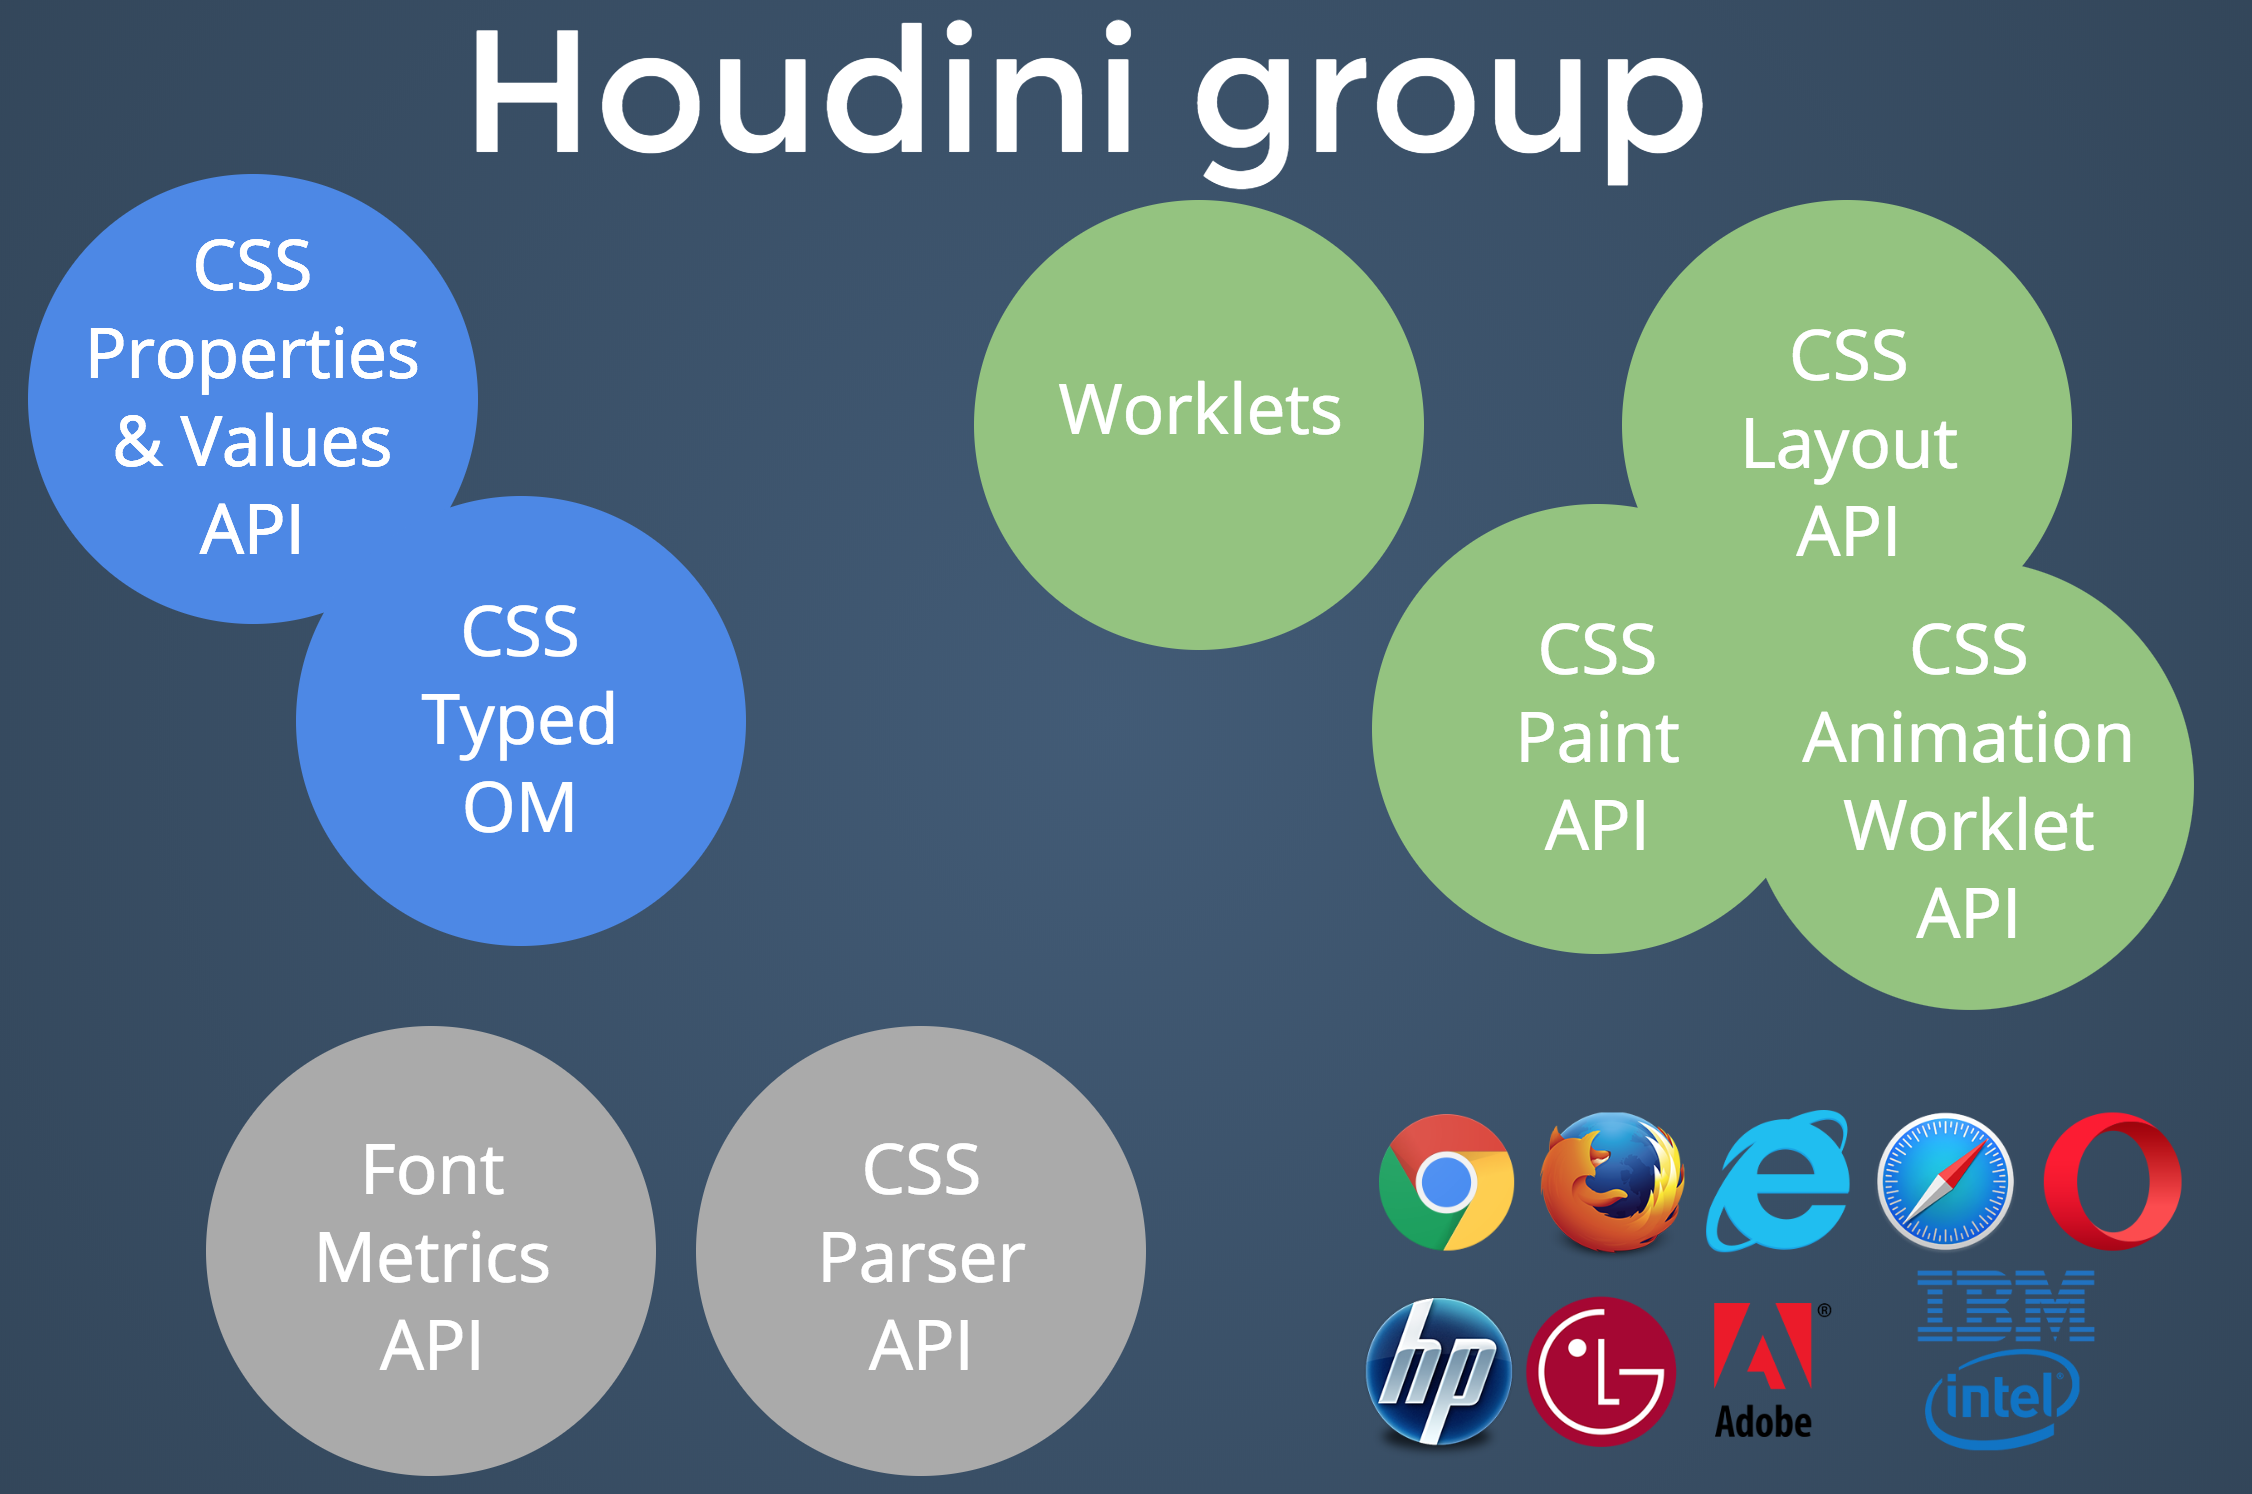 Houdini group
CSS
Properties
& Values
API
CSS
Typed
OM
Worklets
CSS
Layout
API
CSS
Paint
API
CSS
Animation
Worklet
API
Font
Metrics
API
CSS
Parser
API
hp
LG
Adobe
®
IBM
intel